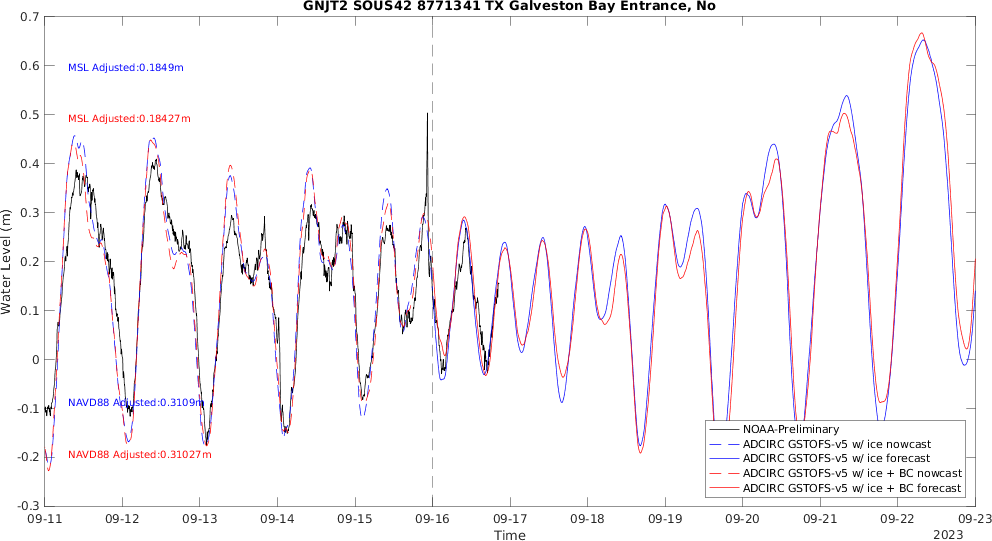 GNJT2 SOUS42 8771341 TX Galveston Bay Entrance, No
Water Level (m)
0.7
0.6
0.5
0.4
0.3
0.2
0.1
0
-0.1
-0.2
-0.3
MSL Adjusted:0.1849m
MSL Adjusted:0.18427m
NAVD88 Adjusted:0.3109m
NAVD88 Adjusted:0.31027m
NOAA-Preliminary
ADCIRC GSTOFS-v5 w/ ice nowcast
ADCIRC GSTOFS-v5 w/ ice forecast
ADCIRC GSTOFS-v5 w/ ice + BC nowcast
ADCIRC GSTOFS-v5 w/ ice + BC forecast
09-11 09-12 09-13 09-14 09-15 09-16 09-17 09-18 09-19 09-20 09-21 09-22 09-23
Time
2023